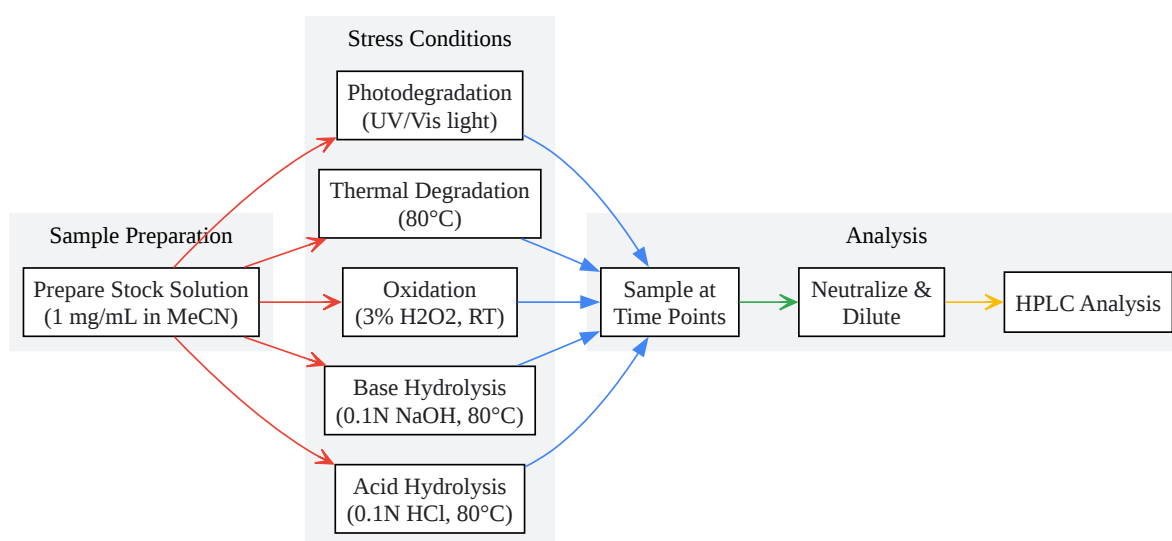 Stress Conditions
Photodegradation
(UV/Vis light)
Thermal Degradation
(80°C)
Sample Preparation
Analysis
Prepare Stock Solution
(1 mg/mL in MeCN)
Oxidation
(3% H2O2, RT)
Sample at
Time Points
Neutralize &
Dilute
HPLC Analysis
Base Hydrolysis
(0.1N NaOH, 80°C)
Acid Hydrolysis
(0.1N HCl, 80°C)